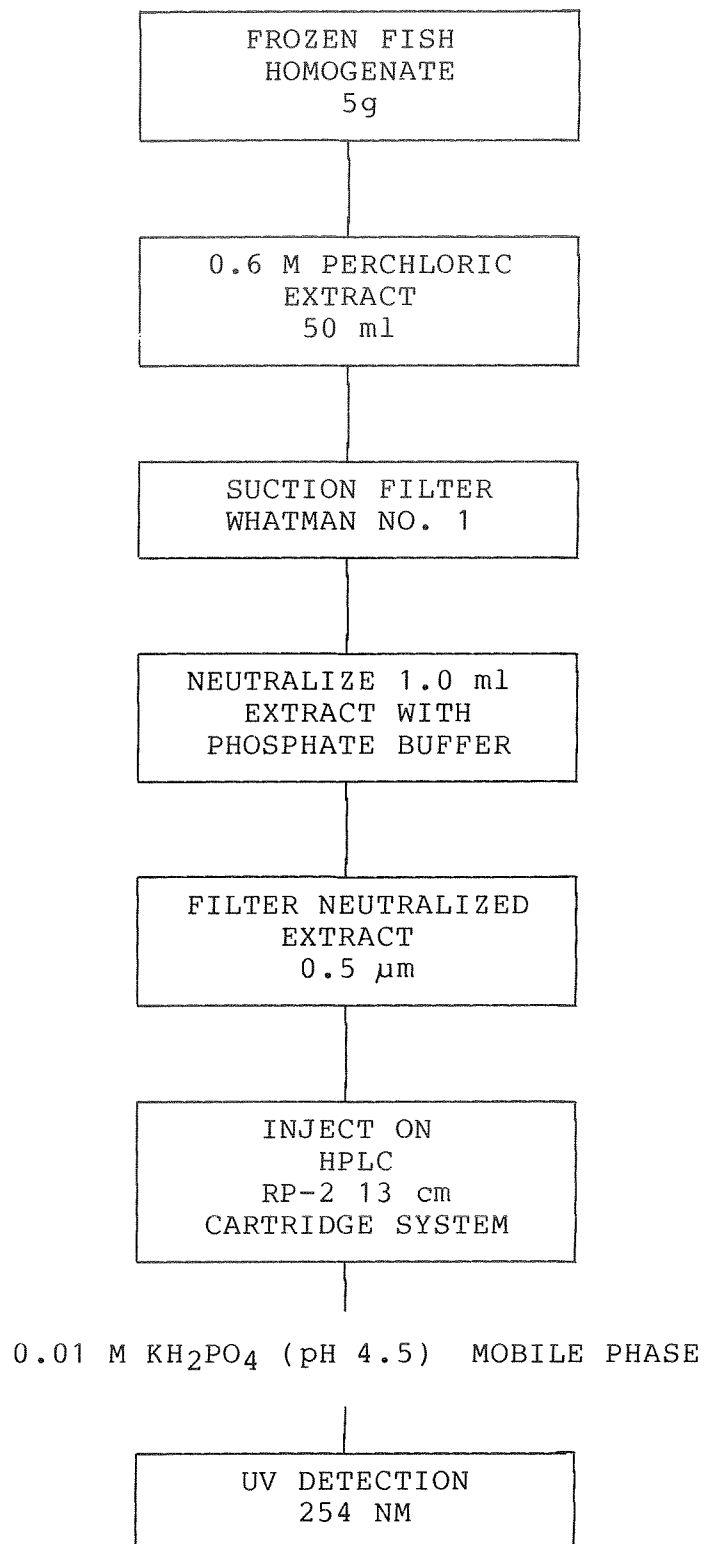 FROZEN FISH
HOMOGENATE
5g
0.6 M PERCHLORIC
EXTRACT
50 ml
SUCTION FILTER
WHATMAN NO. 1
NEUTRALIZE 1.0 ml
EXTRACT WITH
PHOSPHATE BUFFER
FILTER NEUTRALIZED
EXTRACT
0.5 µm
INJECT ON
HPLC
RP-2 13 cm
CARTRIDGE SYSTEM
0.01 M KH₂PO₄ (pH 4.5) MOBILE PHASE
UV DETECTION
254 NM